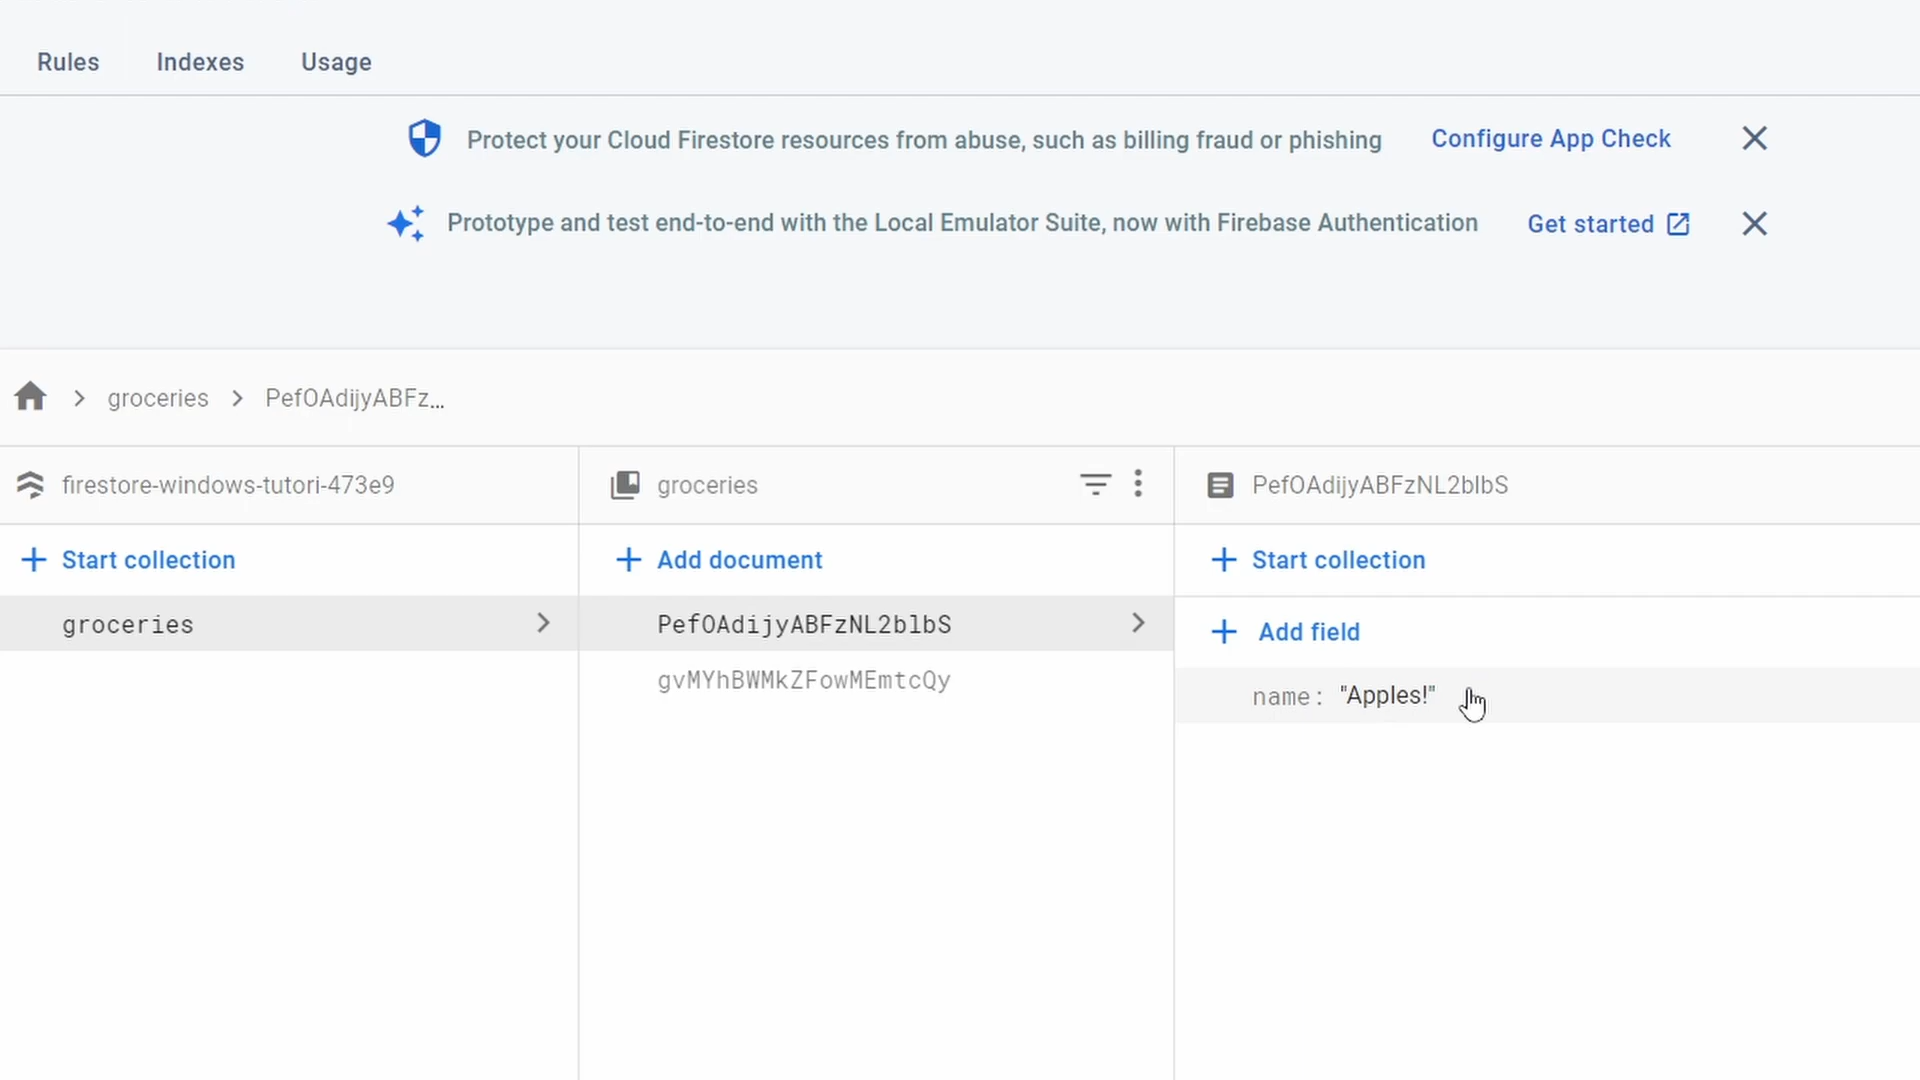 Rules Indexes Usage
Protect your Cloud Firestore resources from abuse, such as billing fraud or phishing Configure App Check
Prototype and test end-to-end with the Local Emulator Suite, now with Firebase Authentication Get started
groceries PefOAdijyABFz...
firestore-windows-tutori-473e9 groceries PefOAdijyABFzNL2blbS
Start collection Add document Start collection
groceries PefOAdijyABFzNL2blbS Add field
gvMYhBWMkZFowMEmtcQy name: "Apples!"